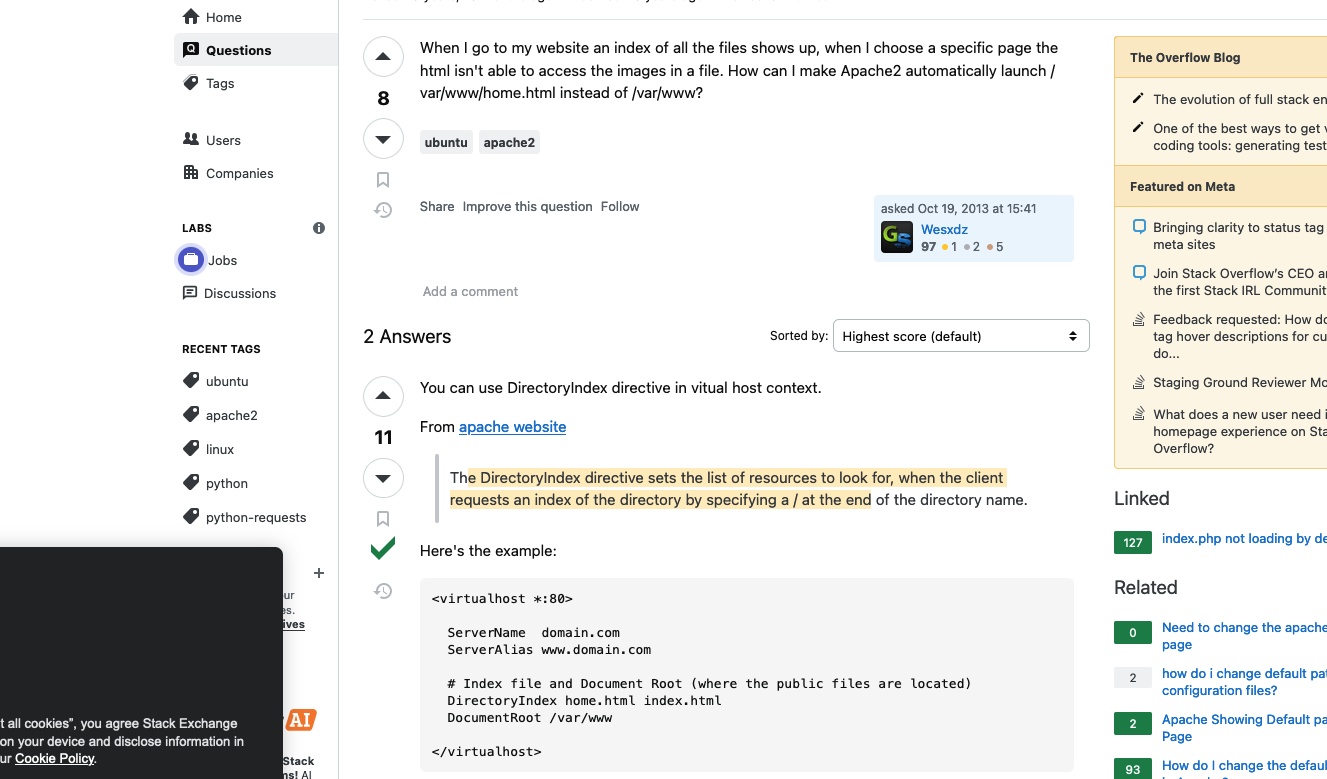 Home
Questions
Tags
Users
Companies
LABS
Jobs
Discussions
RECENT TAGS
ubuntu
apache2
linux
python
python-requests
When I go to my website an index of all the files shows up, when I choose a specific page the
html isn't able to access the images in a file. How can I make Apache2 automatically launch /
var/www/home.html instead of /var/www?
8
ubuntu apache2
Share Improve this question Follow
asked Oct 19, 2013 at 15:41
Wesxdz
97 1 2 5
Add a comment
2 Answers
Sorted by: Highest score (default)
You can use DirectoryIndex directive in vitual host context.
11
From apache website
The DirectoryIndex directive sets the list of resources to look for, when the client
requests an index of the directory by specifying a / at the end of the directory name.
Here's the example:
<virtualhost *:80>
ServerName domain.com
ServerAlias www.domain.com
# Index file and Document Root (where the public files are located)
DirectoryIndex home.html index.html
DocumentRoot /var/www
</virtualhost>
The Overflow Blog
The evolution of full stack en
One of the best ways to get
coding tools: generating test
Featured on Meta
Bringing clarity to status tag
meta sites
Join Stack Overflow's CEO
the first Stack IRL Communit
Feedback requested: How do
tag hover descriptions for cu
do...
Staging Ground Reviewer Mo
What does a new user need
homepage experience on Sta
Overflow?
Linked
127 index.php not loading by de
Related
0 Need to change the apache
page
2 how do i change default pat
configuration files?
2 Apache Showing Default pa
Page
93 How do I change the defaul
t all cookies", you agree Stack Exchange
on your device and disclose information in
ur Cookie Policy.
AI
Stack
ns! AI